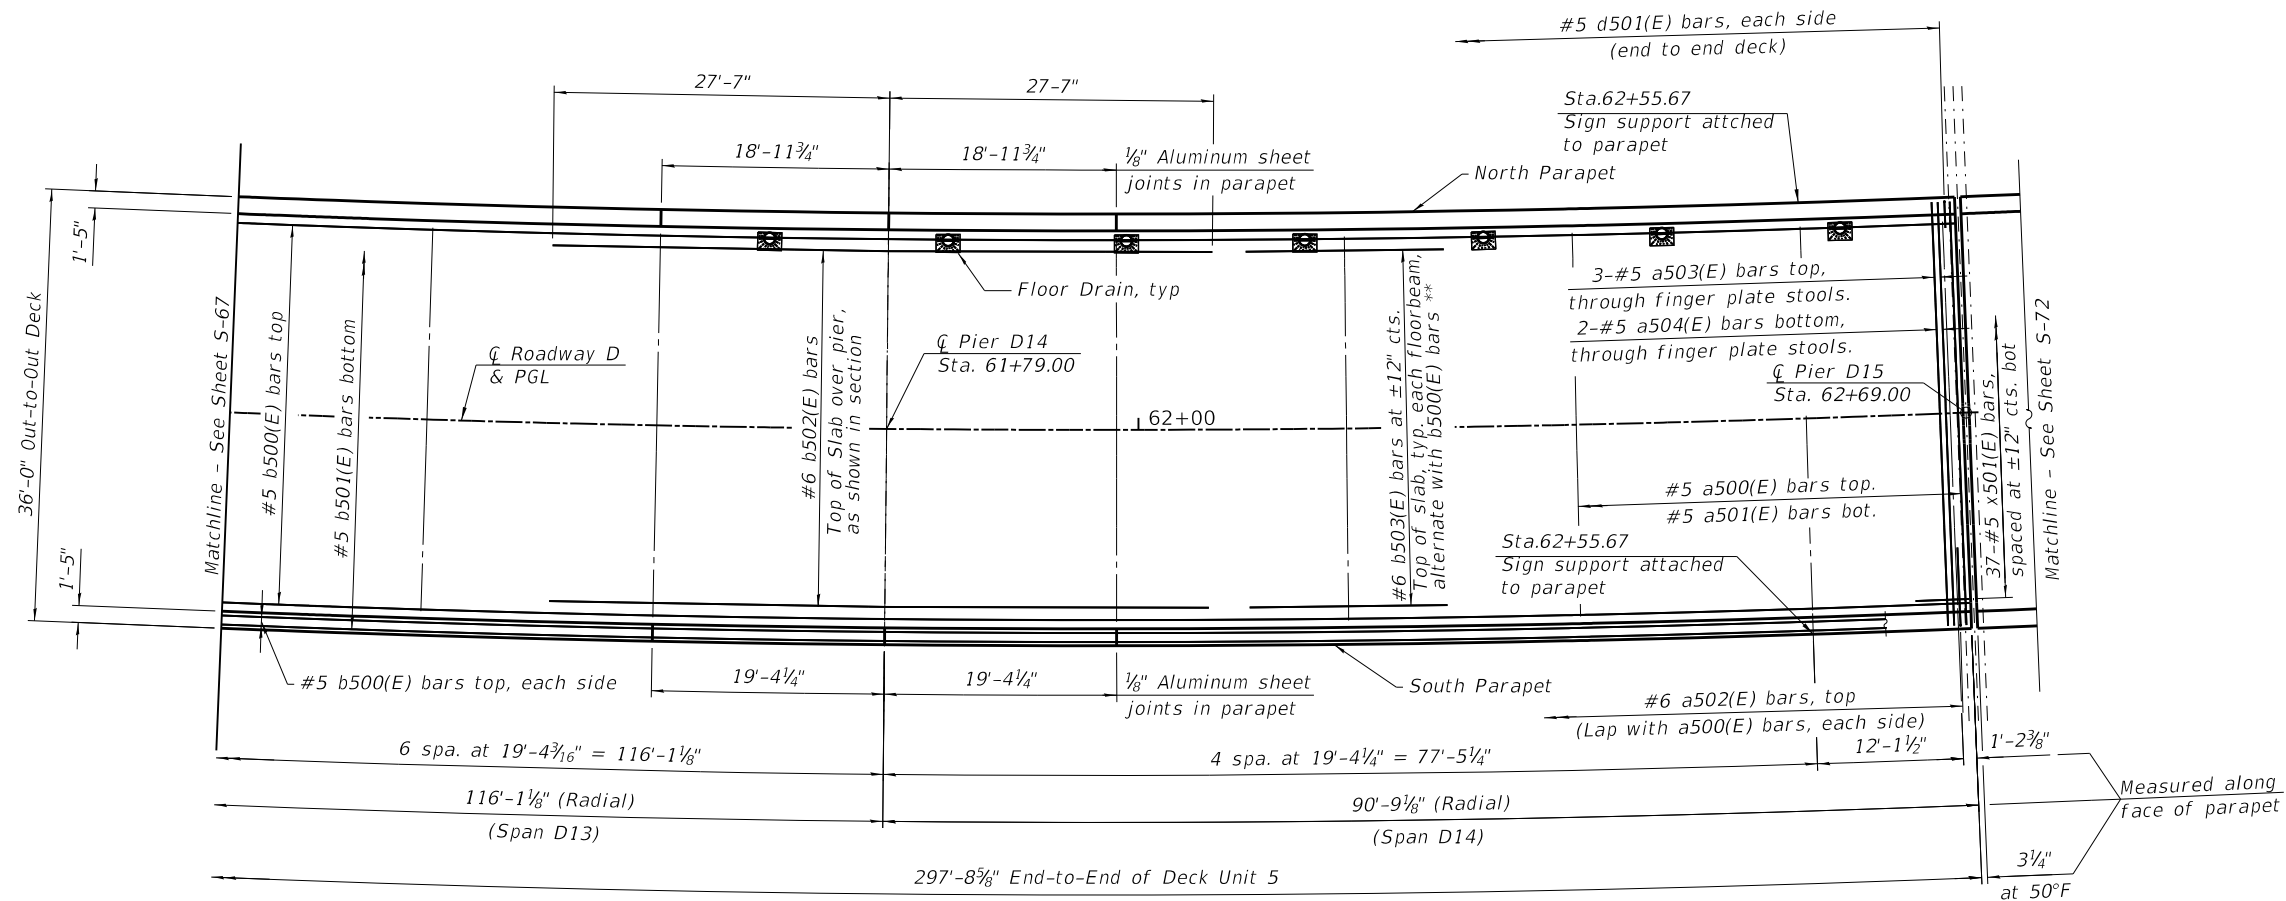 #5 d501(E) bars, each side
(end to end deck)
27'-7"
27-7"
Sta.62+55.67
Sign support attched
to parapet
18'-11¾"
18'-11¾"
⅛" Aluminum sheet
joints in parapet
North Parapet
1'-5"
36'-0" Out-to-Out Deck
1'-5"
Matchline - See Sheet S-67
#5 b500(E) bars top
#5 b501(E) bars bottom
℄ Roadway D
& PGL
#6 b502(E) bars
Top of Slab over pier,
as shown in section
Floor Drain, typ
℄ Pier D14
Sta. 61+79.00
62+00
#6 b503(E) bars at ±12" cts.
Top of slab, typ. each floorbeam,
alternate with b500(E) bars **
3-#5 a503(E) bars top,
through finger plate stools.
2-#5 a504(E) bars bottom,
through finger plate stools.
℄ Pier D15
Sta. 62+69.00
#5 a500(E) bars top.
#5 a501(E) bars bot.
Sta.62+55.67
Sign support attached
to parapet
37-#5 x501(E) bars,
spaced at ±12" cts. bot
Matchline - See Sheet S-72
#5 b500(E) bars top, each side
19'-4¼"
19'-4¼"
⅛" Aluminum sheet
joints in parapet
South Parapet
#6 a502(E) bars, top
(Lap with a500(E) bars, each side)
6 spa. at 19'-4³⁄₁₆" = 116'-1⅛"
4 spa. at 19'-4¼" = 77'-5¼"
12'-1½"
1'-2⅜"
116'-1⅛" (Radial)
(Span D13)
90'-9⅛" (Radial)
(Span D14)
Measured along
face of parapet
297'-8⅝" End-to-End of Deck Unit 5
3¼"
at 50°F